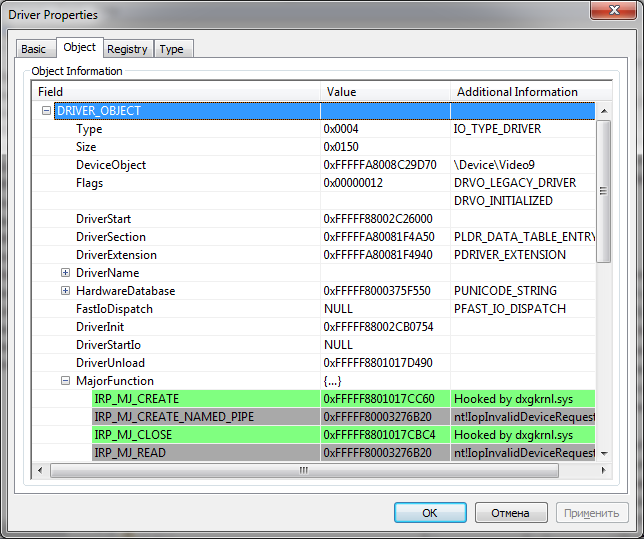 Driver Properties
Basic Object Registry Type
Object Information
Field Value Additional Information
DRIVER_OBJECT
Type 0x0004 IO_TYPE_DRIVER
Size 0x0150
DeviceObject 0xFFFFFA8008C29D70 \Device\Video9
Flags 0x00000012 DRVO_LEGACY_DRIVER
DRVO_INITIALIZED
DriverStart 0xFFFFF88002C26000
DriverSection 0xFFFFFA80081F4A50 PLDR_DATA_TABLE_ENTRY
DriverExtension 0xFFFFFA80081F4940 PDRIVER_EXTENSION
DriverName
HardwareDatabase 0xFFFFF8000375F550 PUNICODE_STRING
FastIoDispatch NULL PFAST_IO_DISPATCH
DriverInit 0xFFFFF88002CB0754
DriverStartIo NULL
DriverUnload 0xFFFFF8801017D490
MajorFunction {...}
IRP_MJ_CREATE 0xFFFFF8801017CC60 Hooked by dxgkrnl.sys
IRP_MJ_CREATE_NAMED_PIPE 0xFFFFF80003276B20 nt!IopInvalidDeviceRequest
IRP_MJ_CLOSE 0xFFFFF8801017CBC4 Hooked by dxgkrnl.sys
IRP_MJ_READ 0xFFFFF80003276B20 nt!IopInvalidDeviceRequest
OK Отмена Применить